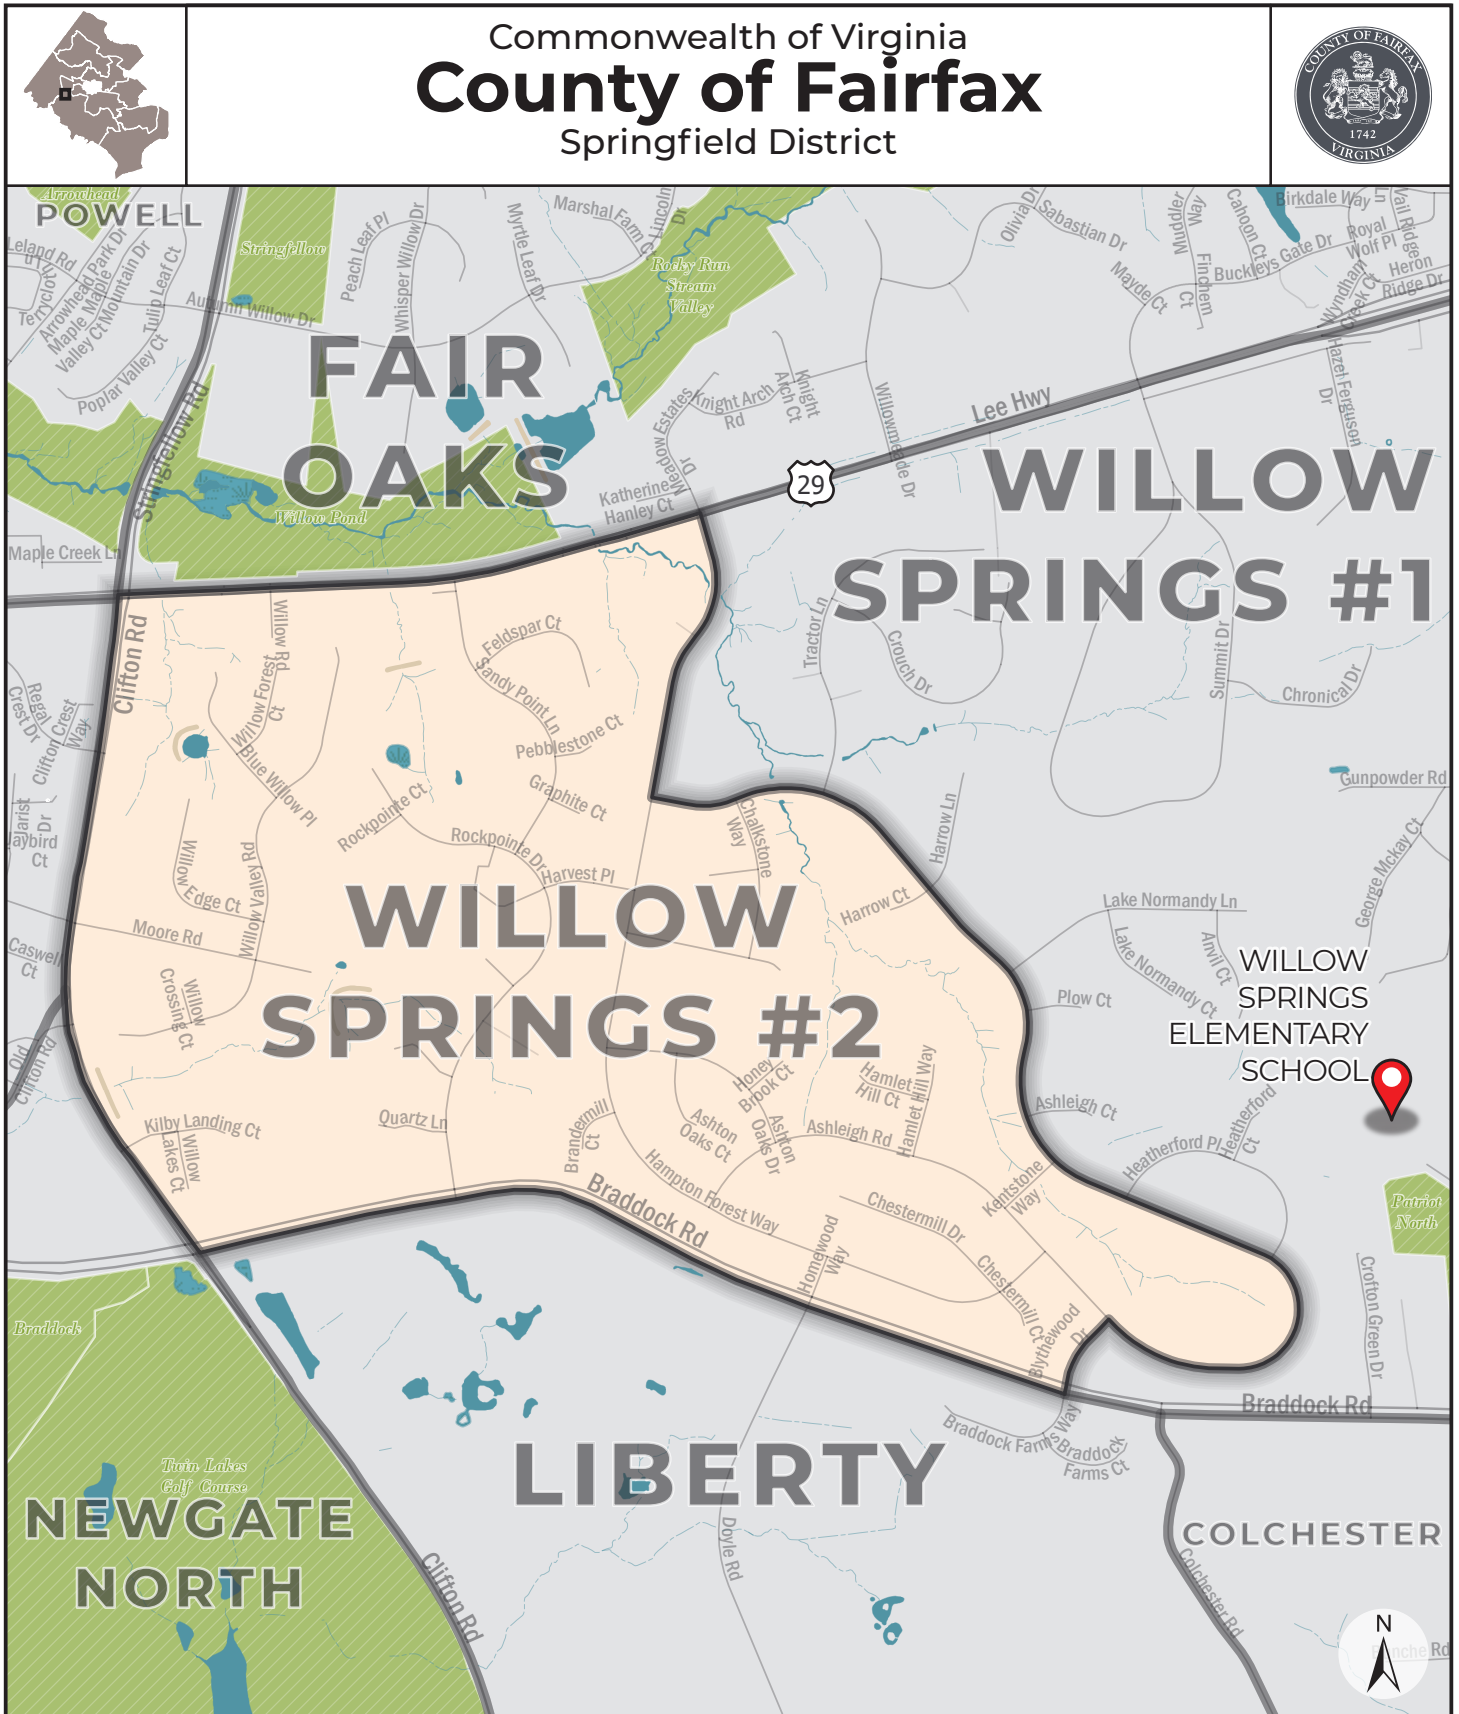 Commonwealth of Virginia
County of Fairfax
Springfield District
COUNTY OF FAIRFAX
1742
VIRGINIA
Arrowhead
POWELL
Stringfellow
Leland Rd
Arrowhead Park Dr
Maple Maple
Valley Ct
Mountain Dr
Tulip Leaf Ct
Poplar Valley Ct
Autumn Willow Dr
Peach Leaf Pl
Whisper Willow Dr
Myrtle Leaf Dr
Marshal Farm Ct
Lincoln
Dr
Rocky Run
Stream
Valley
Olivia Dr
Sabastian Dr
Muddler
Way
Cahoon Ct
Birkdale Way
Ln
Vail Ridge
Royal
Wolf Pl
Buckleys Gate Dr
Heron
Ridge Dr
Mayde Ct
Finchem
Ct
Wyndham
Creek Ct
Hazel Ferguson
Dr
FAIR
OAKS
Stringfellow Rd
Willow Pond
Knight Arch
Rd
Knight
Arch Ct
Meadow Estates
Dr
Katherine
Hanley Ct
Willowmeade Dr
Lee Hwy
29
WILLOW
SPRINGS #1
Maple Creek Ln
Clifton Rd
Willow Rd
Willow Forest
Ct
Blue Willow Pl
Feldspar Ct
Sandy Point Ln
Pebblestone Ct
Graphite Ct
Rockpointe Ct
Rockpointe Dr
Harvest Pl
Chalkstone
Way
Tractor Ln
Crouch Dr
Summit Dr
Chronical Dr
Gunpowder Rd
George Mckay Ct
Harrow Ln
Harrow Ct
Regal
Crest Dr
Clifton Crest
Way
Jarist
Dr
Jaybird
Ct
Caswell
Ct
Willow
Edge Ct
Willow Valley Rd
Moore Rd
Willow
Crossing Ct
WILLOW
SPRINGS #2
Lake Normandy Ln
Lake Normandy Ct
Anvil Ct
Plow Ct
WILLOW
SPRINGS
ELEMENTARY
SCHOOL
Old
Clifton Rd
Kilby Landing Ct
Willow
Lakes Ct
Quartz Ln
Brandermill
Ct
Honey
Brook Ct
Ashton
Oaks Ct
Ashton
Oaks Dr
Hamlet
Hill Ct
Hamlet Hill Way
Ashleigh Rd
Ashleigh Ct
Heatherford Pl
Heatherford
Ct
Hampton Forest Way
Braddock Rd
Chestermill Dr
Kentstone
Way
Homewood
Way
Chestermill Ct
Blythewood
Dr
Patriot
North
Crofton Green Dr
Braddock Rd
Braddock
Braddock Farms Way
Braddock
Farms Ct
LIBERTY
Twin Lakes
Golf Course
NEWGATE
NORTH
Clifton Rd
Doyle Rd
COLCHESTER
Colchester Rd
N